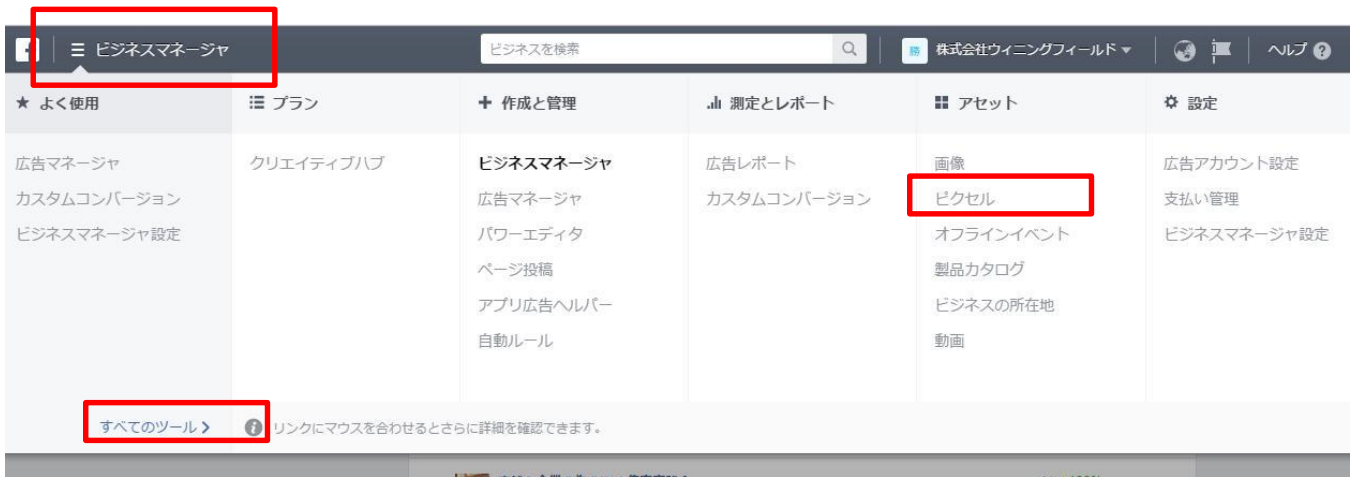 ビジネスマネージャ
ビジネスを検索
勝 株式会社ウィニングフィールド
ヘルプ
よく使用
広告マネージャ
カスタムコンバージョン
ビジネスマネージャ設定
プラン
クリエイティブハブ
作成と管理
ビジネスマネージャ
広告マネージャ
パワーエディタ
ページ投稿
アプリ広告ヘルパー
自動ルール
測定とレポート
広告レポート
カスタムコンバージョン
アセット
画像
ピクセル
オフラインイベント
製品カタログ
ビジネスの所在地
動画
設定
広告アカウント設定
支払い管理
ビジネスマネージャ設定
すべてのツール
リンクにマウスを合わせるとさらに詳細を確認できます。